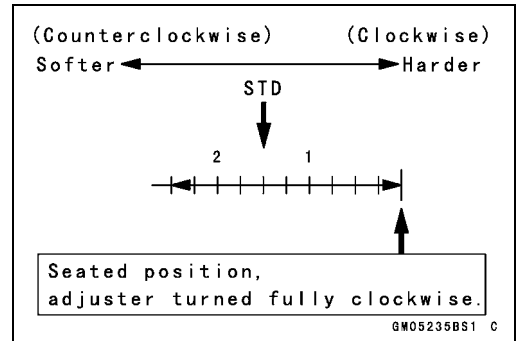 (Counterclockwise) (Clockwise)
Softer Harder
STD
2 1
Seated position,
adjuster turned fully clockwise.
GM05235BS1 C